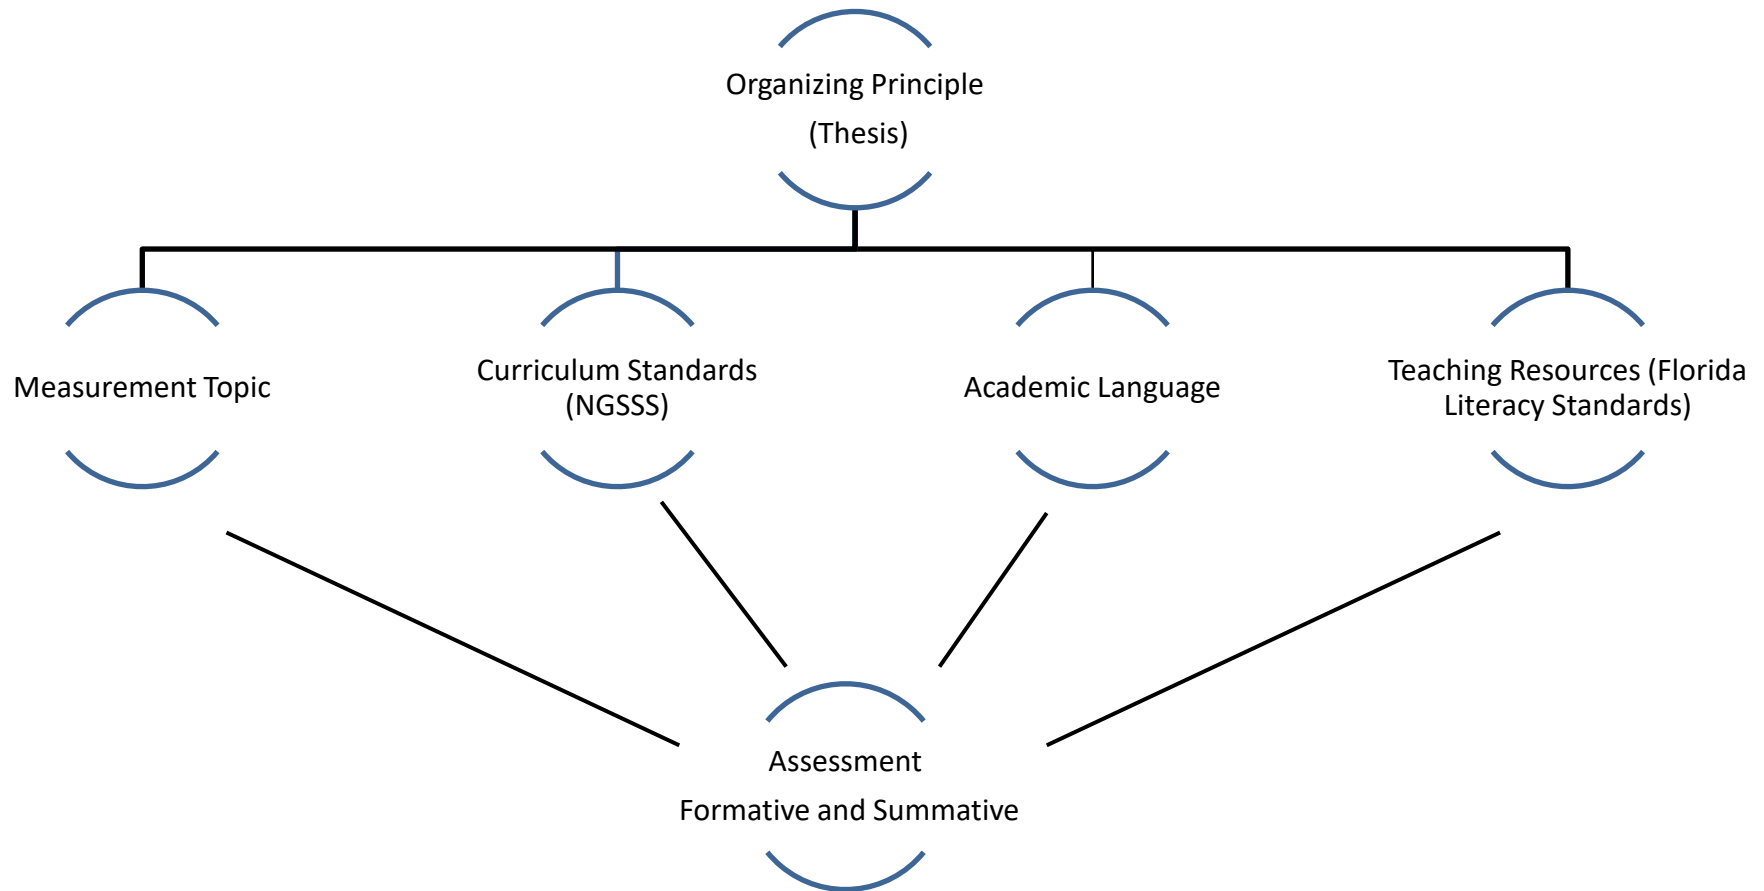 Organizing Principle
(Thesis)
Measurement Topic
Curriculum Standards
(NGSSS)
Academic Language
Teaching Resources (Florida
Literacy Standards)
Assessment
Formative and Summative